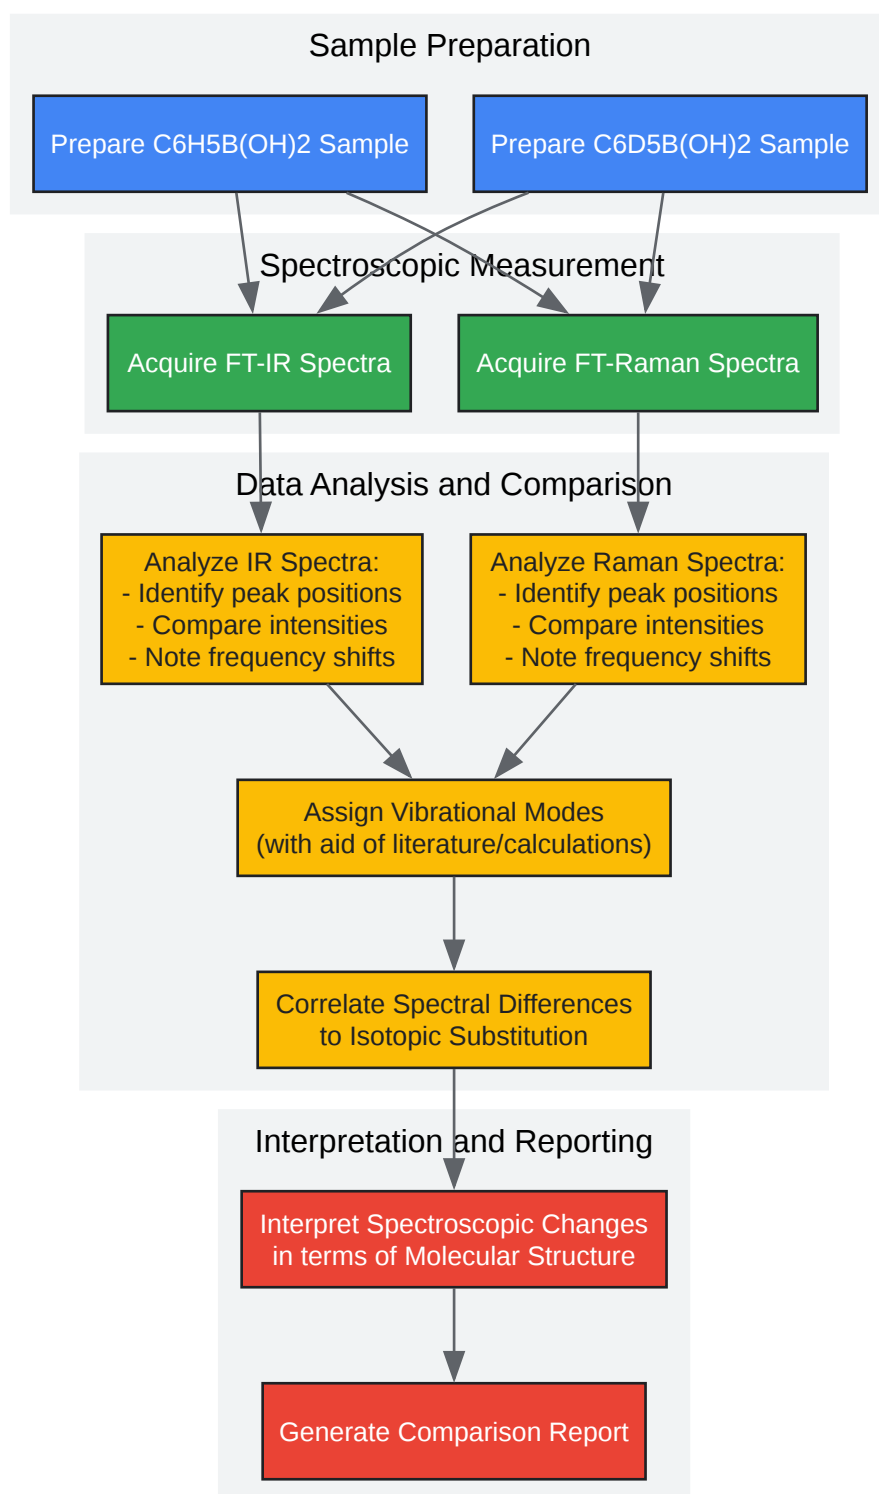 Sample Preparation
Prepare C6H5B(OH)2 Sample
Prepare C6D5B(OH)2 Sample
Spectroscopic Measurement
Acquire FT-IR Spectra
Acquire FT-Raman Spectra
Data Analysis and Comparison
Analyze IR Spectra:
- Identify peak positions
- Compare intensities
- Note frequency shifts
Analyze Raman Spectra:
- Identify peak positions
- Compare intensities
- Note frequency shifts
Assign Vibrational Modes
(with aid of literature/calculations)
Correlate Spectral Differences
to Isotopic Substitution
Interpretation and Reporting
Interpret Spectroscopic Changes
in terms of Molecular Structure
Generate Comparison Report